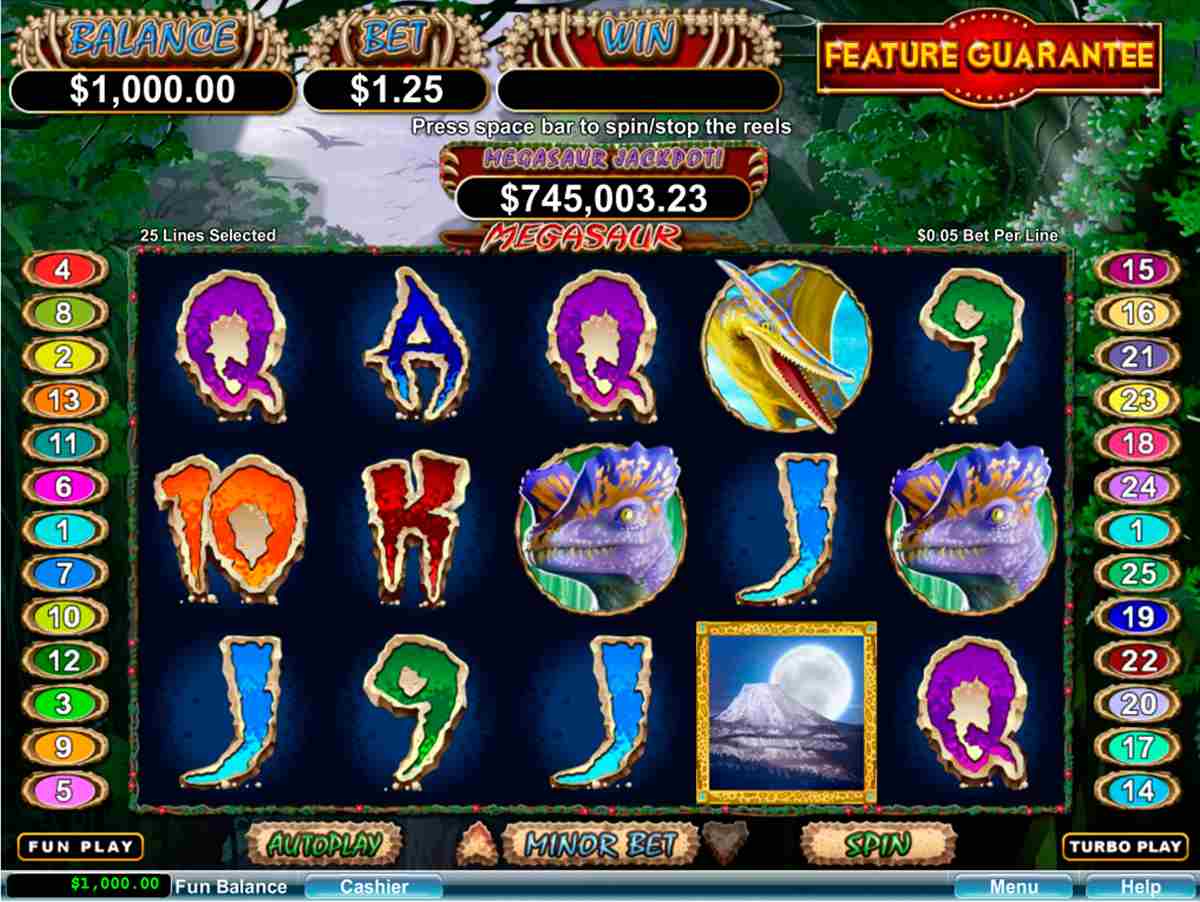 BALANCE BET WIN FEATURE GUARANTEE
$1,000.00 $1.25
Press space bar to spin/stop the reels
MEGASAUR JACKPOT!
$745,003.23
MEGASAUR
25 Lines Selected $0.05 Bet Per Line
4 15
8 16
2 21
13 23
11 18
6 24
1 1
7 25
10 19
12 22
3 20
9 17
5 14
Q A Q 9
10 K J
J 9 J Q
FUN PLAY AUTOPLAY MINOR BET SPIN TURBO PLAY
$1,000.00 Fun Balance Cashier Menu Help